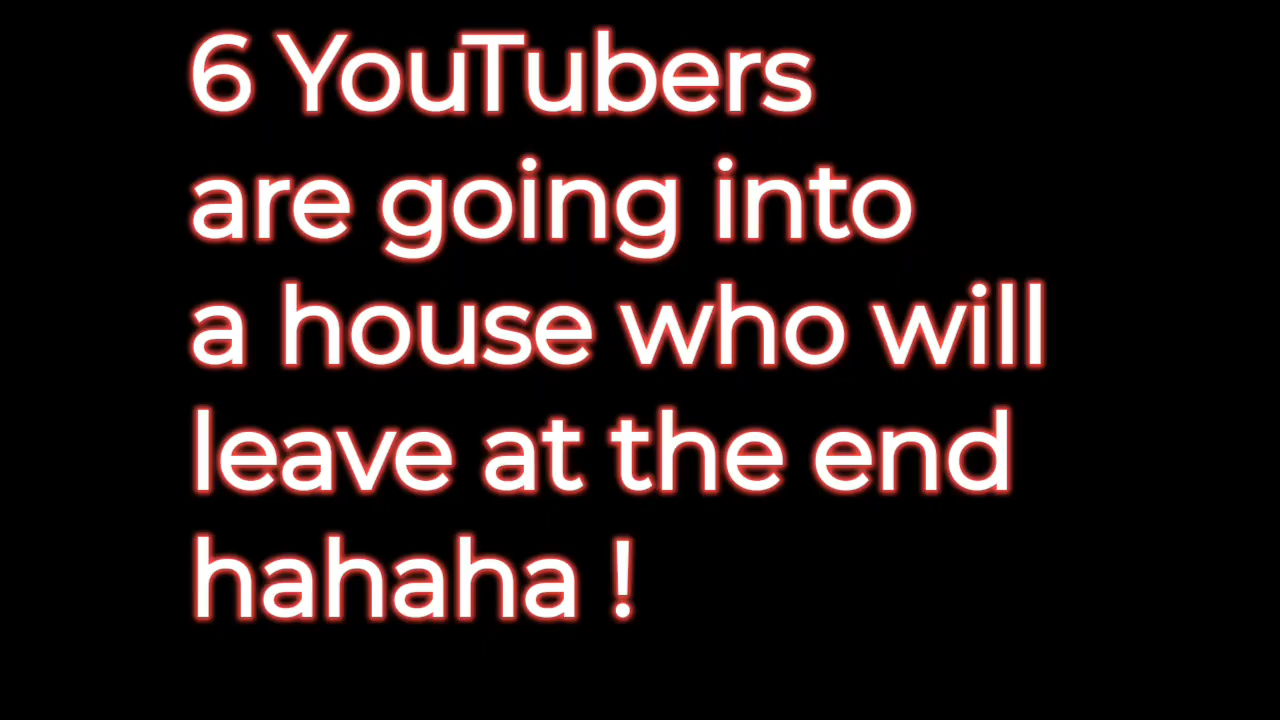 6 YouTubers
are going into
a house who will
leave at the end
hahaha !